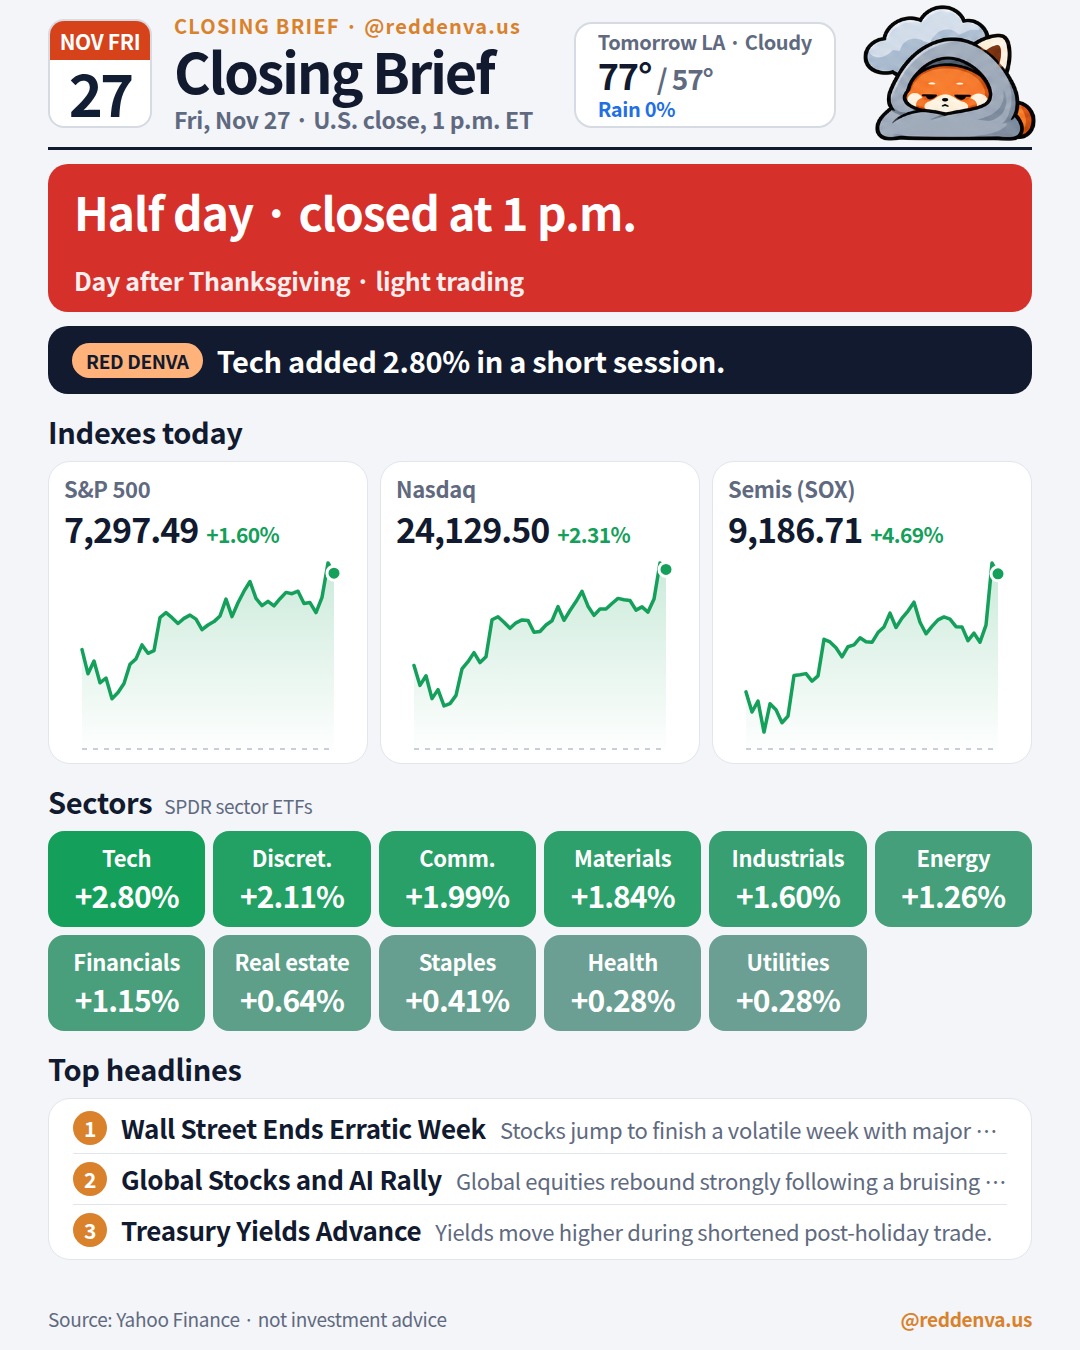 NOV FRI
27
CLOSING BRIEF · @reddenva.us
Closing Brief
Fri, Nov 27 · U.S. close, 1 p.m. ET
Tomorrow LA · Cloudy
77° / 57°
Rain 0%
Half day · closed at 1 p.m.
Day after Thanksgiving · light trading
RED DENVA Tech added 2.80% in a short session.
Indexes today
S&P 500
7,297.49 +1.60%
Nasdaq
24,129.50 +2.31%
Semis (SOX)
9,186.71 +4.69%
Sectors SPDR sector ETFs
Tech
+2.80%
Discret.
+2.11%
Comm.
+1.99%
Materials
+1.84%
Industrials
+1.60%
Energy
+1.26%
Financials
+1.15%
Real estate
+0.64%
Staples
+0.41%
Health
+0.28%
Utilities
+0.28%
Top headlines
1 Wall Street Ends Erratic Week Stocks jump to finish a volatile week with major ···
2 Global Stocks and AI Rally Global equities rebound strongly following a bruising ···
3 Treasury Yields Advance Yields move higher during shortened post-holiday trade.
Source: Yahoo Finance · not investment advice
@reddenva.us